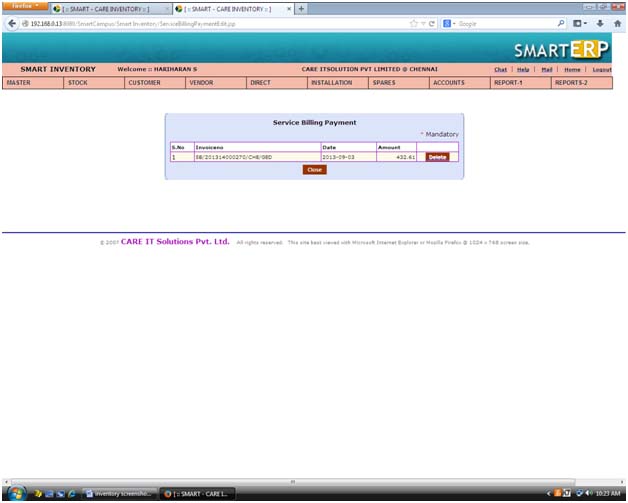 Firefox
[ :: SMART - CARE INVENTORY :: ]
[ :: SMART - CARE INVENTORY :: ]
192.168.0.13:8080/SmartCampus/Smart Inventory/ServiceBillingPaymentEdit.jsp
Google
SMARTERP
SMART INVENTORY Welcome :: HARIHARAN S CARE ITSOLUTION PVT LIMITED @ CHENNAI Chat | Help | Mail | Home | Logout
MASTER STOCK CUSTOMER VENDOR DIRECT INSTALLATION SPARES ACCOUNTS REPORT-1 REPORTS-2
Service Billing Payment
* Mandatory
S.No Invoiceno Date Amount
1 SB/201314000270/CHE/GED 2013-09-03 432.61 Delete
Close
© 2007 CARE IT Solutions Pvt. Ltd. All rights reserved. This site best viewed with Microsoft Internet Explorer or Mozilla Firefox @ 1024 x 768 screen size.
inventory screensho... [ :: SMART - CARE I... 10:23 AM